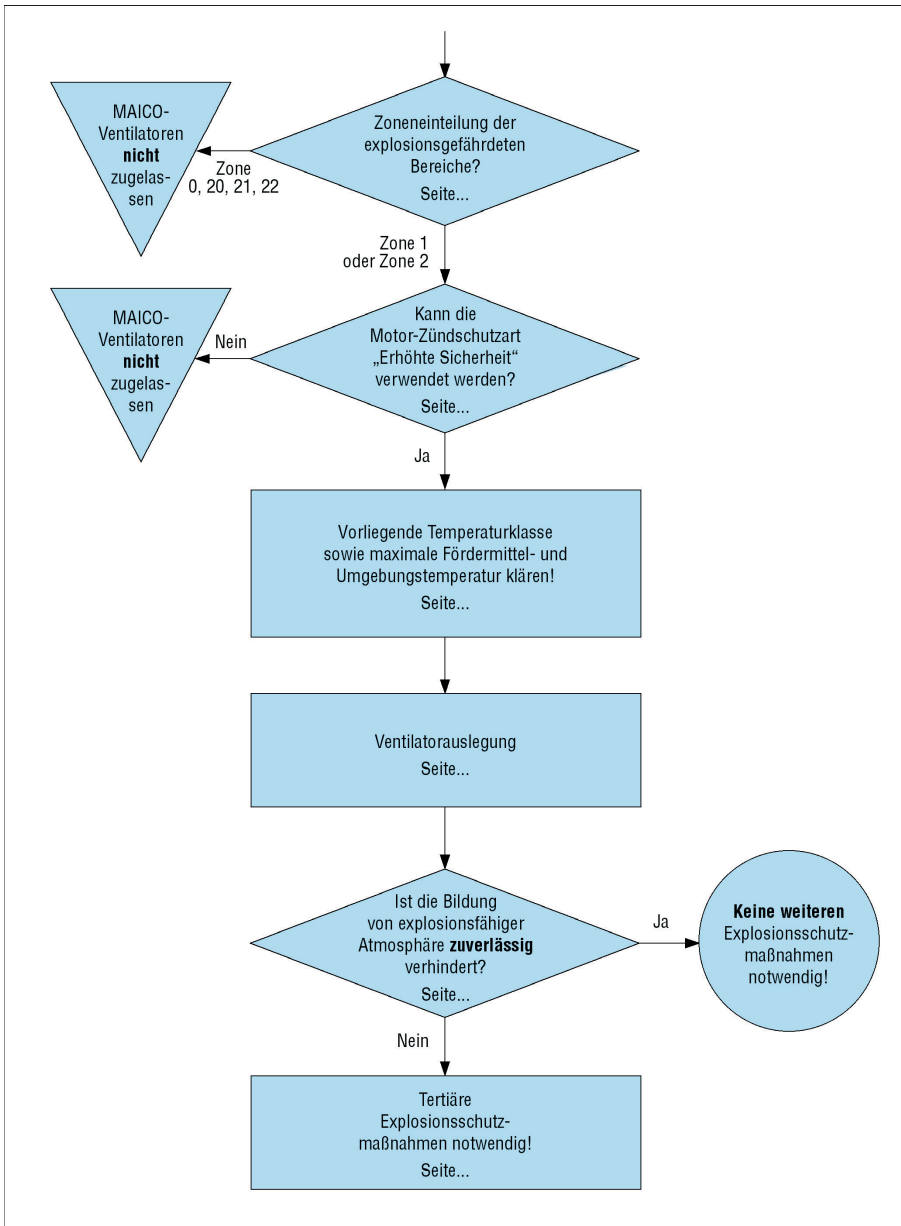 MAICO-
Ventilatoren
nicht
zugelas-
sen
Zoneneinteilung der
explosionsgefährdeten
Bereiche?
Seite...
Zone
0, 20, 21, 22
Zone 1
oder Zone 2
MAICO-
Ventilatoren
nicht
zugelas-
sen
Nein
Kann die
Motor-Zündschutzart
„Erhöhte Sicherheit“
verwendet werden?
Seite...
Ja
Vorliegende Temperaturklasse
sowie maximale Fördermittel- und
Umgebungstemperatur klären!
Seite...
Ventilatorauslegung
Seite...
Ist die Bildung
von explosionsfähiger
Atmosphäre zuverlässig
verhindert?
Seite...
Ja
Keine weiteren
Explosionsschutz-
maßnahmen
notwendig!
Nein
Tertiäre
Explosionsschutz-
maßnahmen notwendig!
Seite...